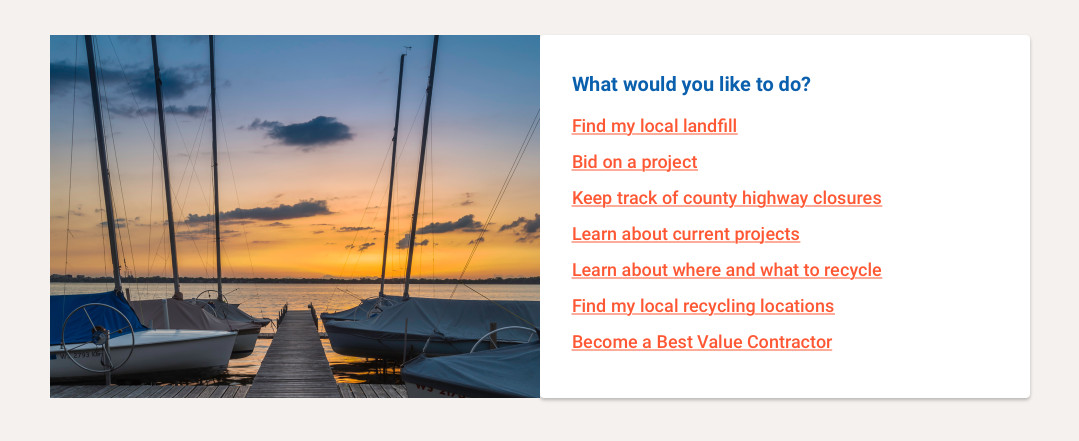 What would you like to do?
Find my local landfill
Bid on a project
Keep track of county highway closures
Learn about current projects
Learn about where and what to recycle
Find my local recycling locations
Become a Best Value Contractor